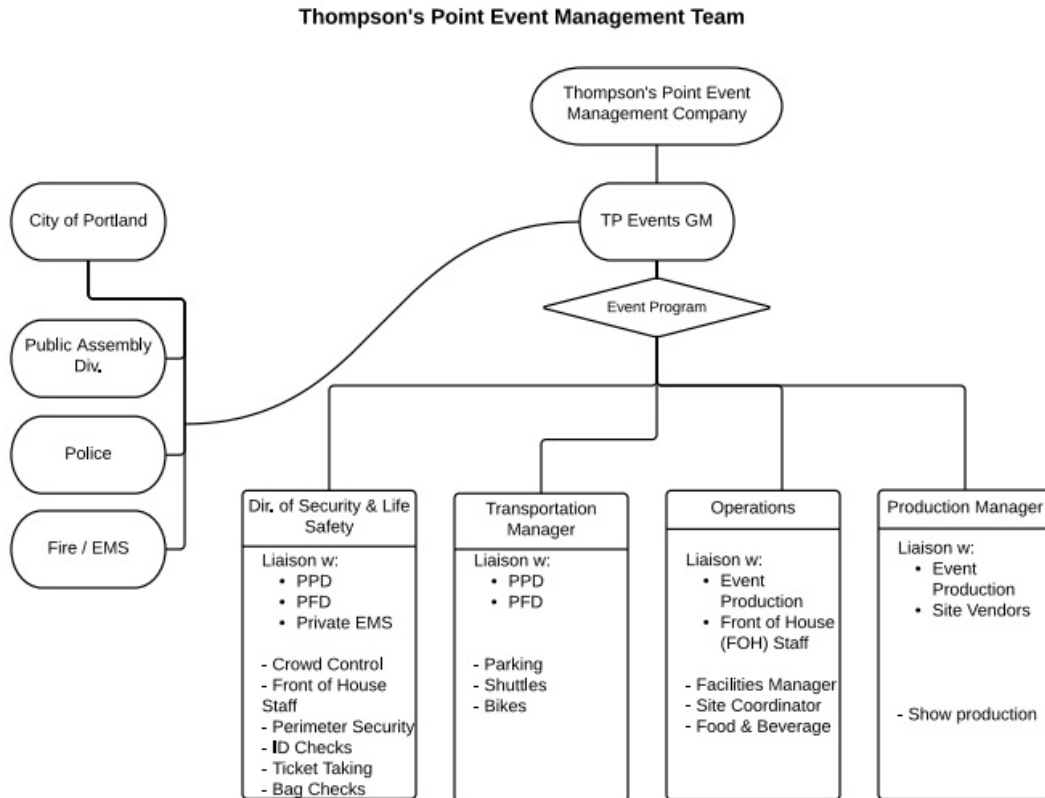 Thompson's Point Event Management Team
Thompson's Point Event
Management Company
City of Portland
TP Events GM
Event Program
Public Assembly
Div.
Police
Fire / EMS
Dir. of Security & Life
Safety
Liaison w:
• PPD
• PFD
• Private EMS
- Crowd Control
- Front of House
Staff
- Perimeter Security
- ID Checks
- Ticket Taking
- Bag Checks
Transportation
Manager
Liaison w:
• PPD
• PFD
- Parking
- Shuttles
- Bikes
Operations
Liaison w:
• Event
Production
• Front of House
(FOH) Staff
- Facilities Manager
- Site Coordinator
- Food & Beverage
Production Manager
Liaison w:
• Event
Production
• Site Vendors
- Show production